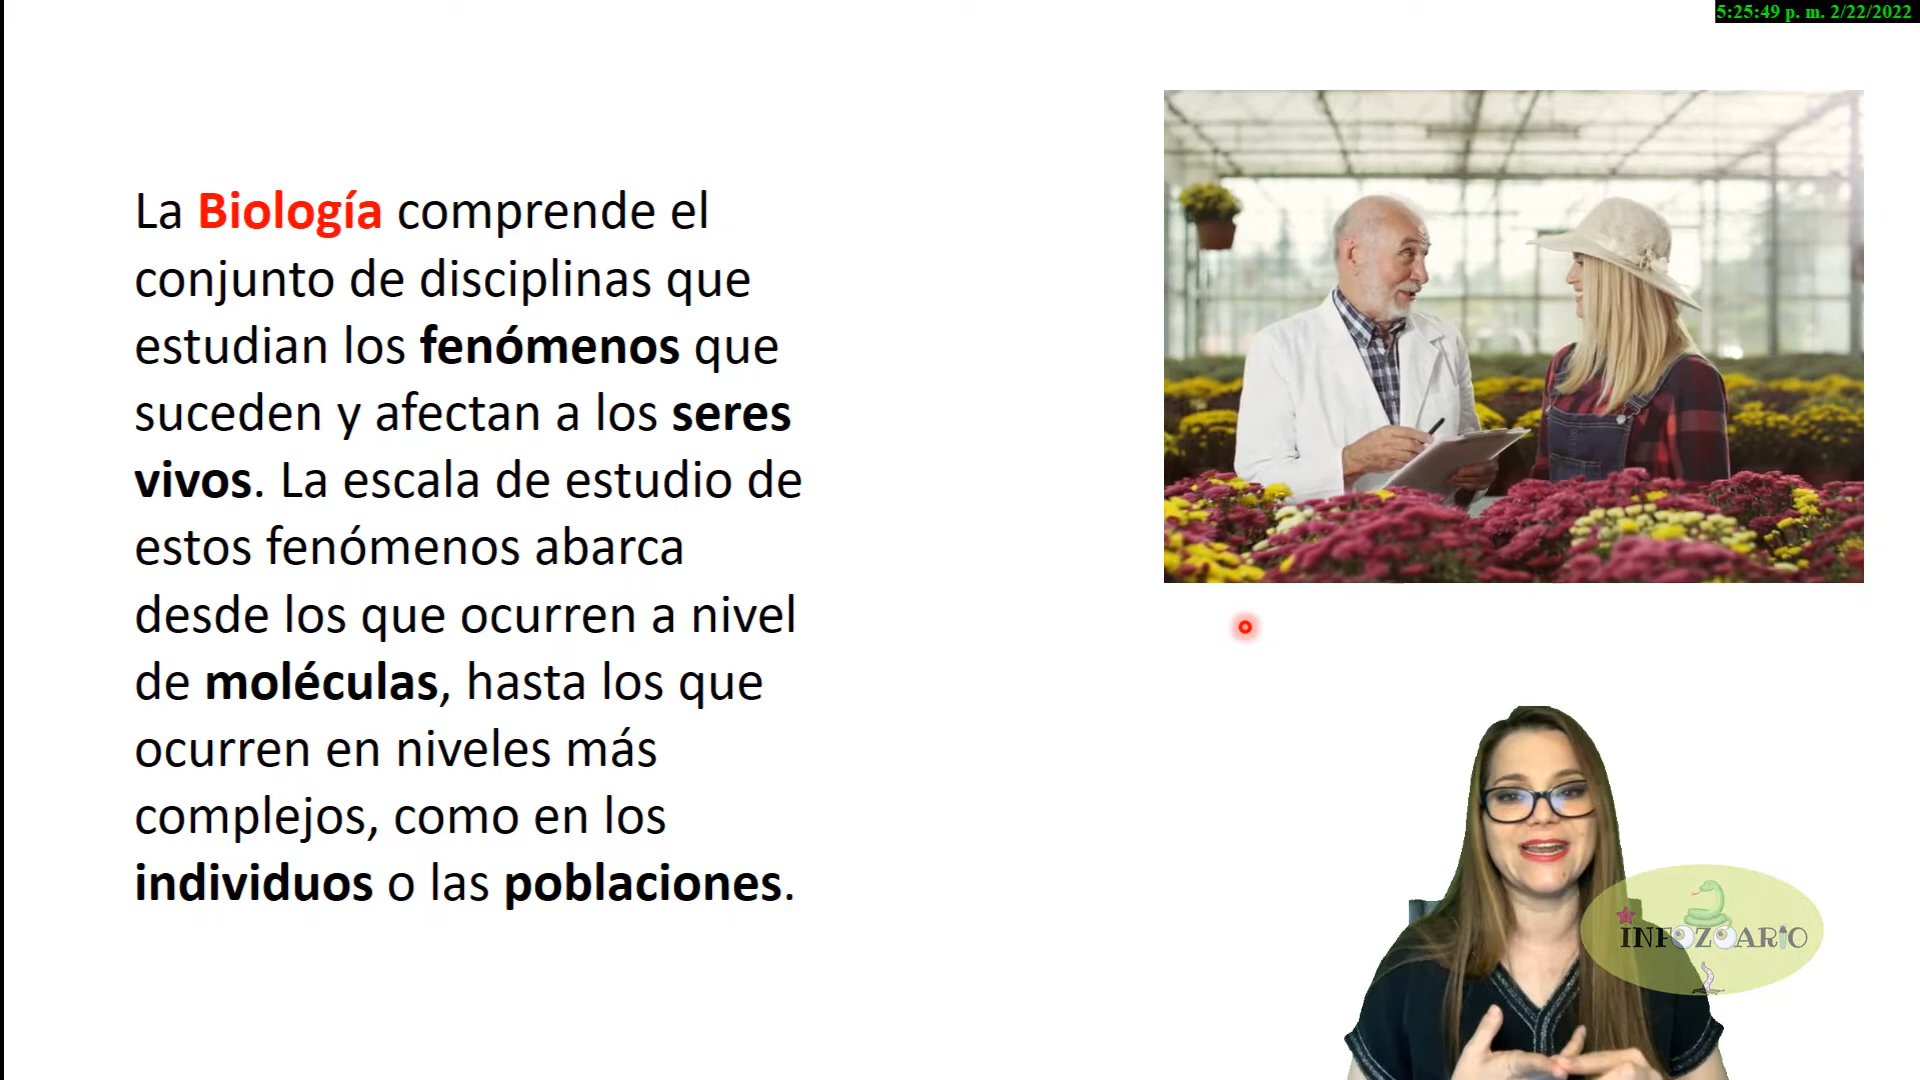 5:25:49 p. m. 2/22/2022
La Biología comprende el
conjunto de disciplinas que
estudian los fenómenos que
suceden y afectan a los seres
vivos. La escala de estudio de
estos fenómenos abarca
desde los que ocurren a nivel
de moléculas, hasta los que
ocurren en niveles más
complejos, como en los
individuos o las poblaciones.
INFOZOARIO